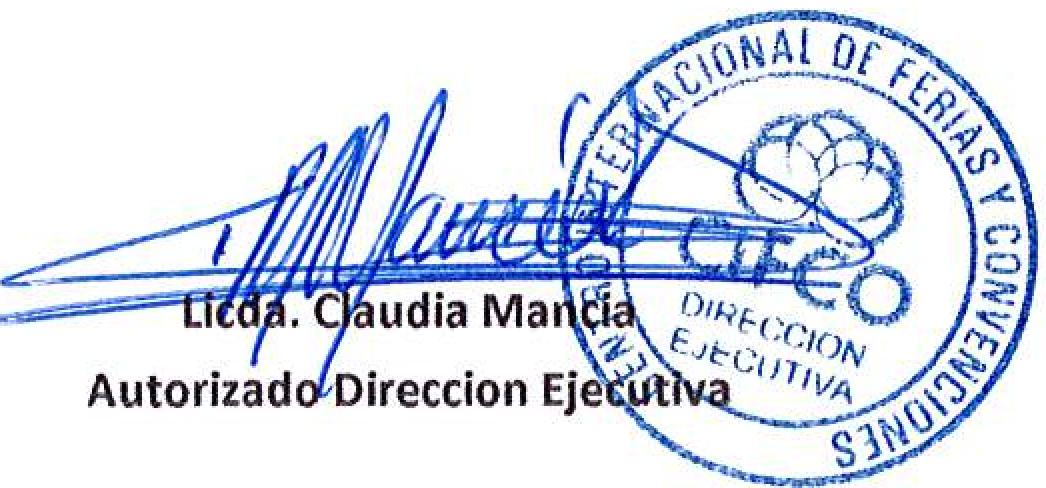 CENTRO INTERNACIONAL DE FERIAS Y CONVENCIONES
CIFCO
DIRECCION
EJECUTIVA
Licda. Claudia Mancia
Autorizado Direccion Ejecutiva